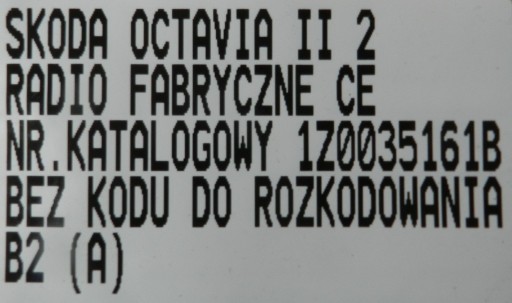 SKODA OCTAVIA II 2
RADIO FABRYCZNE CE
NR.KATALOGOWY 1Z0035161B
BEZ KODU DO ROZKODOWANIA
B2 (A)